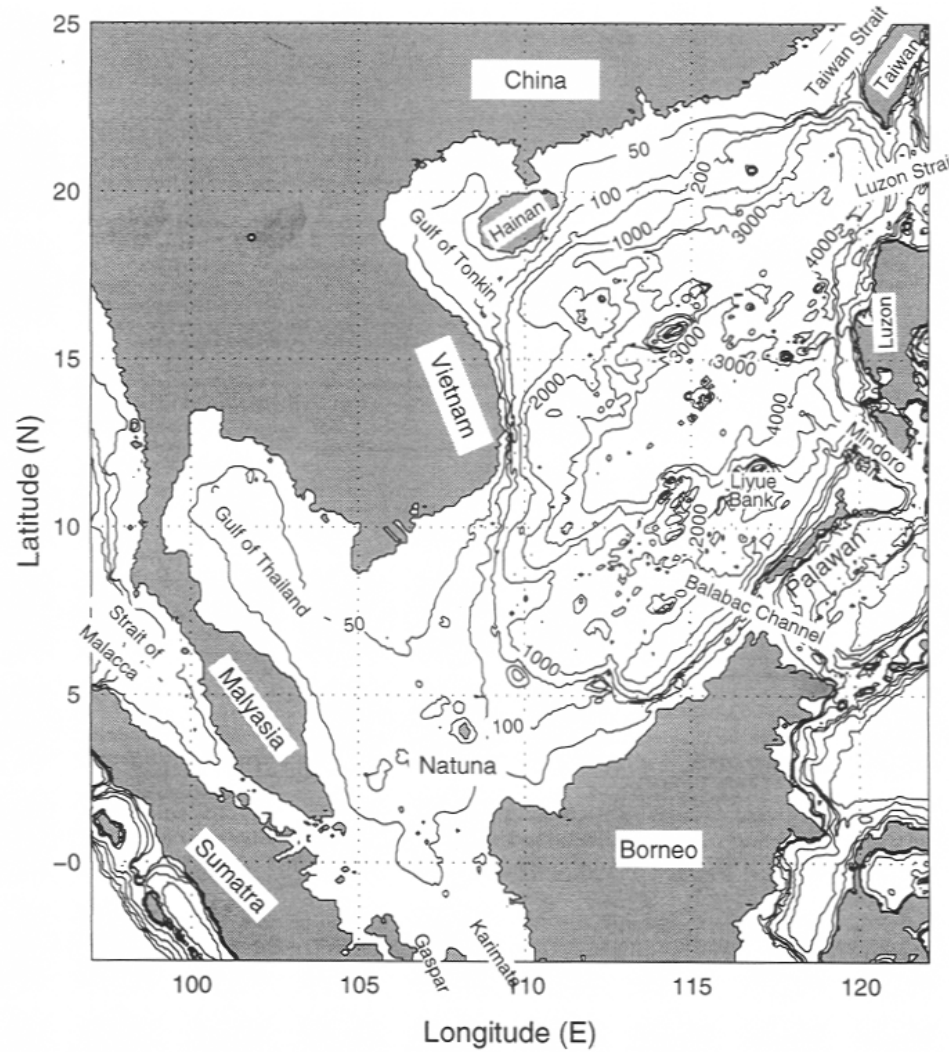 25
20
15
10
5
–0
Latitude (N)
100
105
110
115
120
Longitude (E)
China
Taiwan Strait
Taiwan
Luzon Strai
50
100
200
1000
3000
4000
Hainan
Gulf of Tonkin
Luzon
3000
3000
2000
4000
Vietnam
Mindoro
Liyue
Bank
2000
Palawan
Balabac Channel
Gulf of Thailand
50
Strait of
Malacca
1000
100
Malyasia
Natuna
Borneo
Sumatra
Gaspar
Karimata